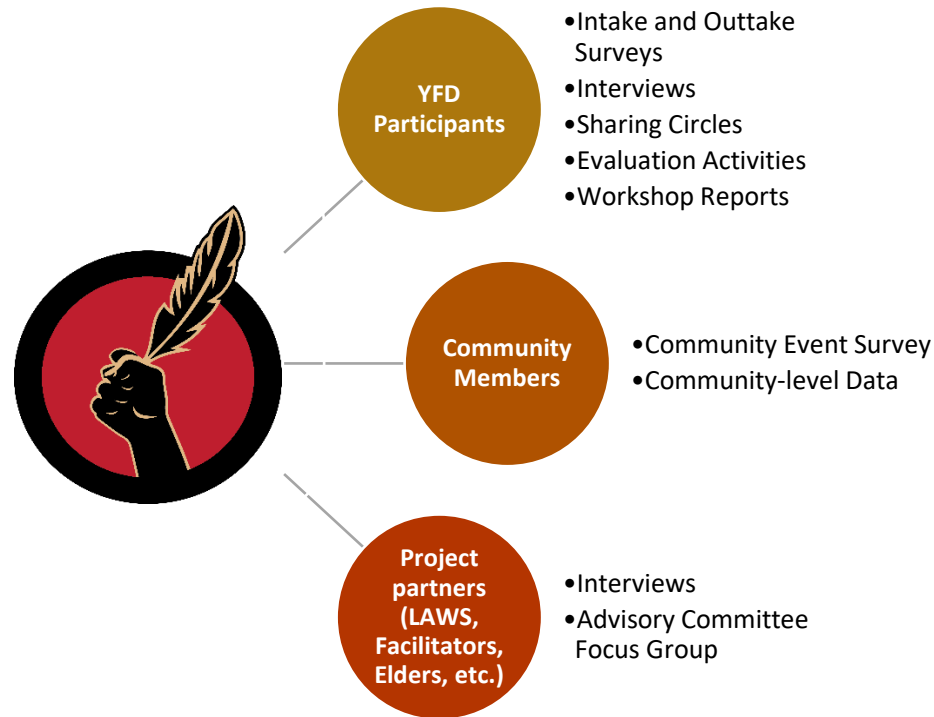 YFD
Participants
•Intake and Outtake
Surveys
•Interviews
•Sharing Circles
•Evaluation Activities
•Workshop Reports
Community
Members
•Community Event Survey
•Community-level Data
Project
partners
(LAWS,
Facilitators,
Elders, etc.)
•Interviews
•Advisory Committee
Focus Group